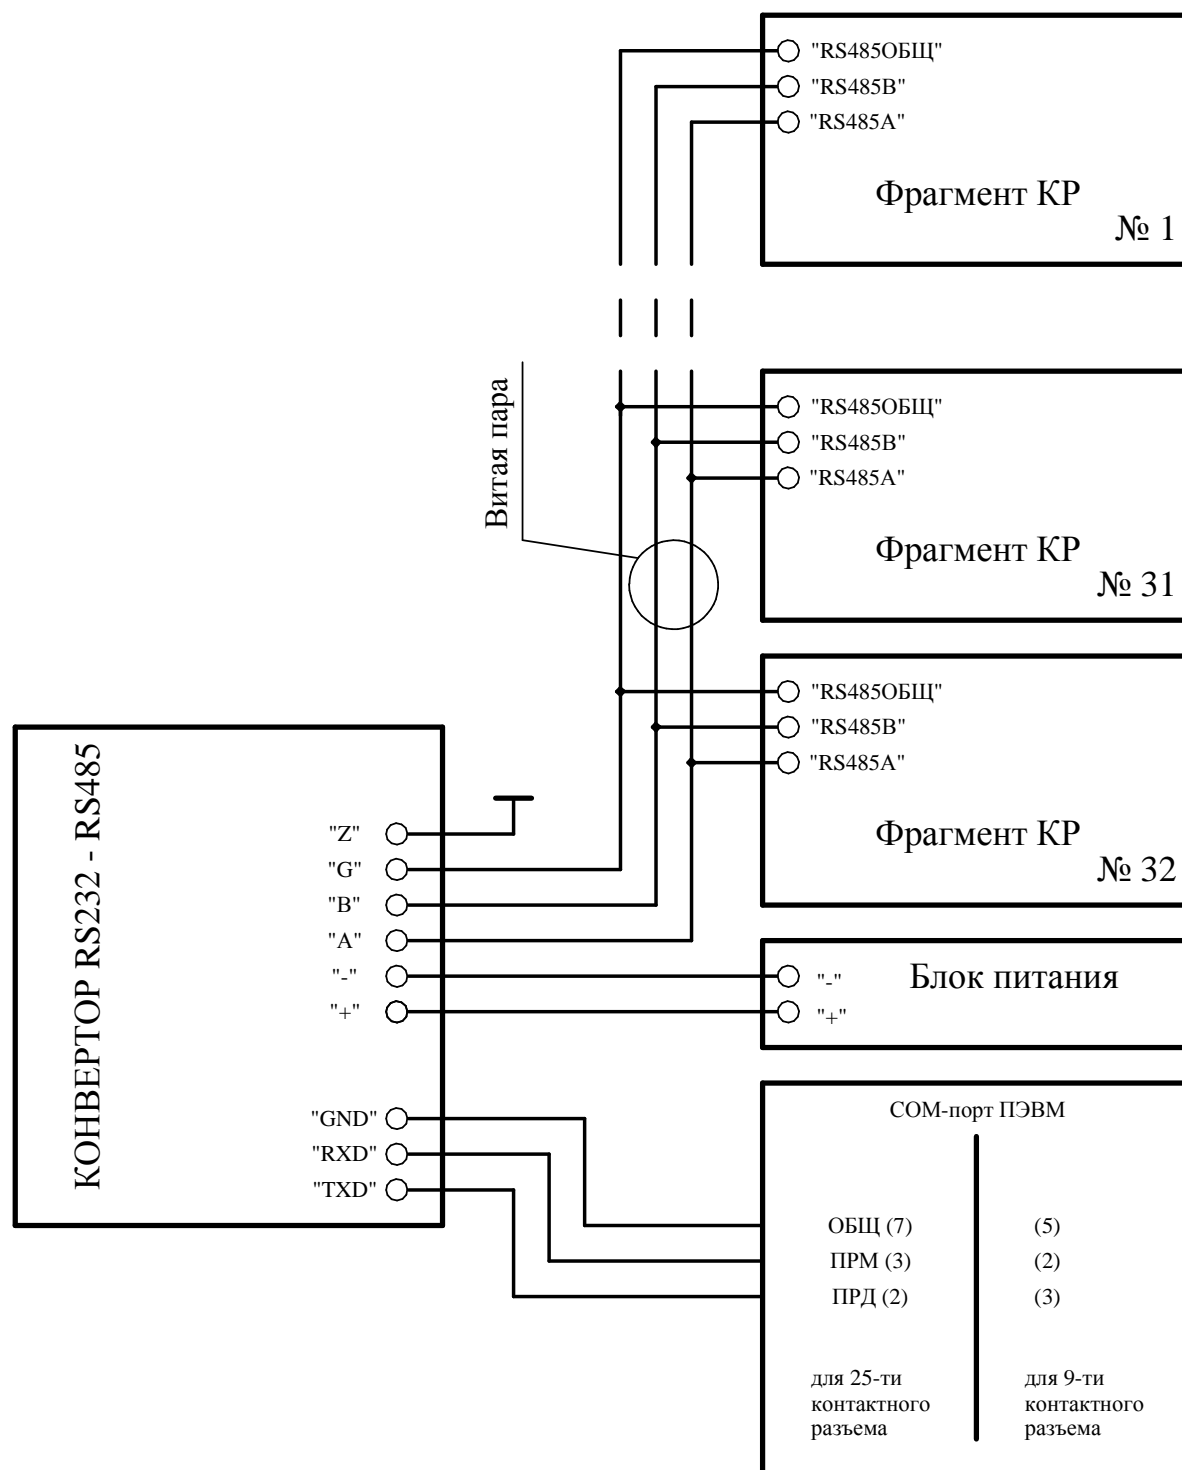 "RS485ОБЩ"
"RS485B"
"RS485A"
Фрагмент КР
№ 1
Витая пара
"RS485ОБЩ"
"RS485B"
"RS485A"
Фрагмент КР
№ 31
"RS485ОБЩ"
"RS485B"
"RS485A"
Фрагмент КР
№ 32
КОНВЕРТОР RS232 - RS485
"Z"
"G"
"B"
"A"
"-"
"+"
"GND"
"RXD"
"TXD"
"-"
"+"
Блок питания
COM-порт ПЭВМ
ОБЩ (7) (5)
ПРМ (3) (2)
ПРД (2) (3)
для 25-ти
контактного
разъема
для 9-ти
контактного
разъема